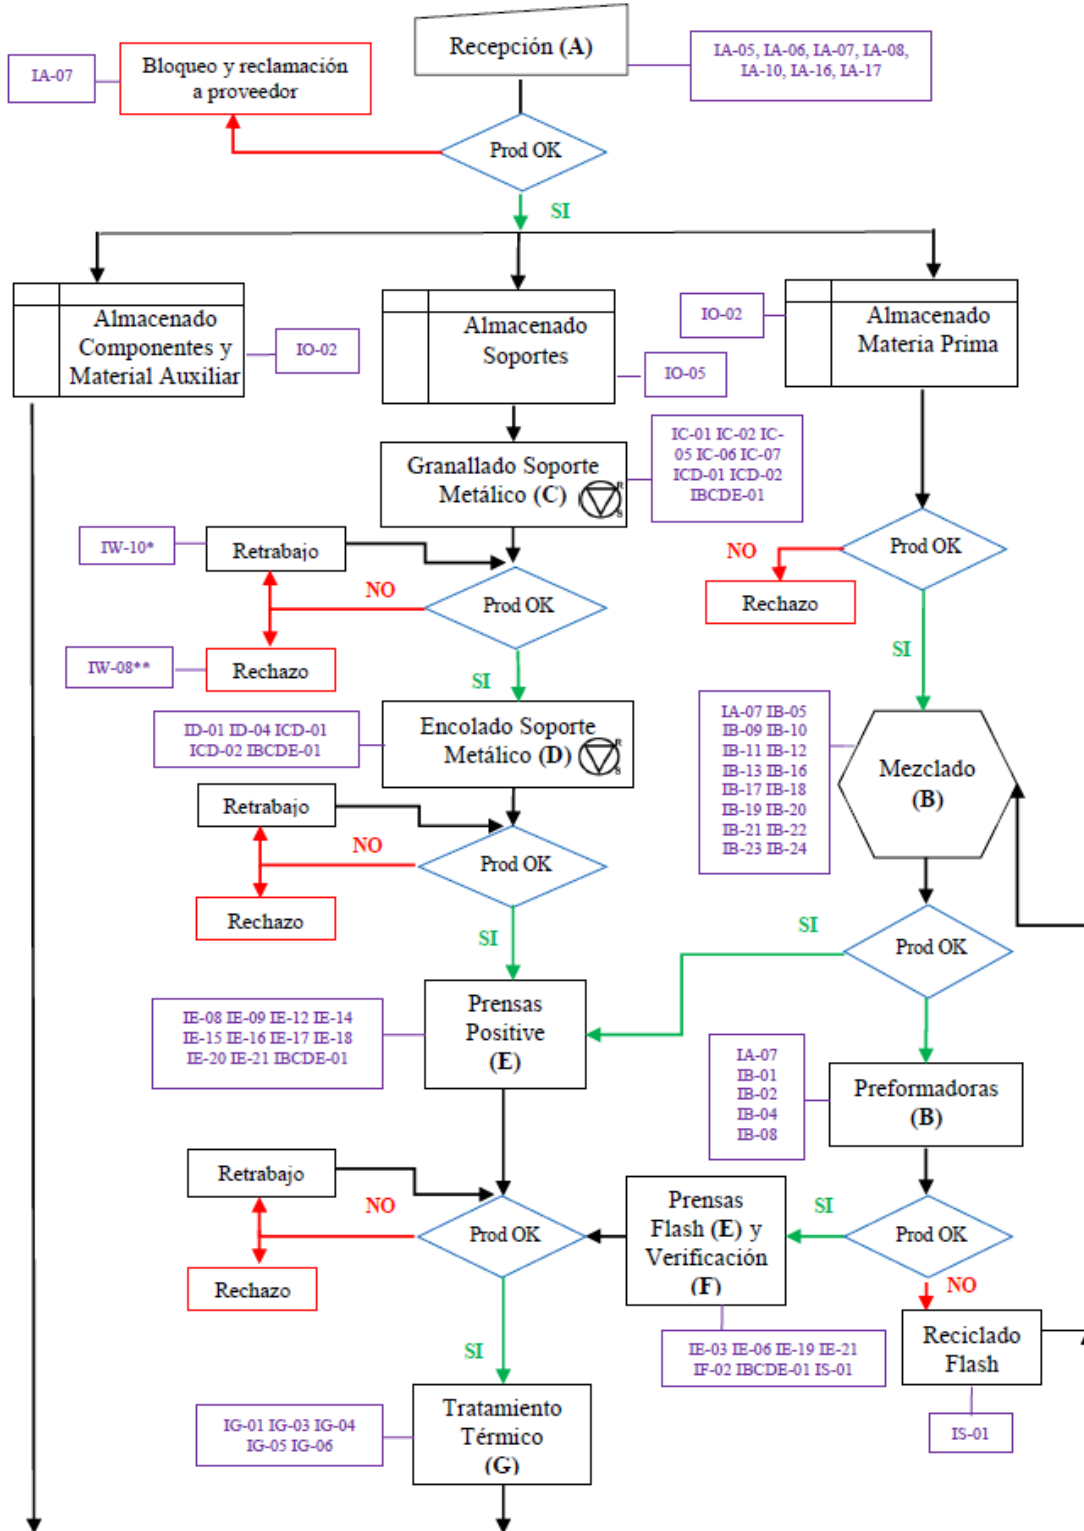 Recepción (A)
IA-05, IA-06, IA-07, IA-08,
IA-10, IA-16, IA-17
IA-07
Bloqueo y reclamación
a proveedor
Prod OK
SI
Almacenado
Componentes y
Material Auxiliar
IO-02
Almacenado
Soportes
IO-05
IO-02
Almacenado
Materia Prima
Granallado Soporte
Metálico (C)
R
S
IC-01 IC-02 IC-
05 IC-06 IC-07
ICD-01 ICD-02
IBCDE-01
IW-10*
Retrabajo
NO
Prod OK
IW-08**
Rechazo
SI
NO
Prod OK
Rechazo
SI
ID-01 ID-04 ICD-01
ICD-02 IBCDE-01
Encolado Soporte
Metálico (D)
R
S
IA-07 IB-05
IB-09 IB-10
IB-11 IB-12
IB-13 IB-16
IB-17 IB-18
IB-19 IB-20
IB-21 IB-22
IB-23 IB-24
Mezclado
(B)
Retrabajo
NO
Prod OK
Rechazo
SI
SI
Prod OK
IE-08 IE-09 IE-12 IE-14
IE-15 IE-16 IE-17 IE-18
IE-20 IE-21 IBCDE-01
Prensas
Positive
(E)
IA-07
IB-01
IB-02
IB-04
IB-08
Preformadoras
(B)
Retrabajo
NO
Prod OK
Rechazo
SI
Prensas
Flash (E) y
Verificación
(F)
SI
Prod OK
NO
IE-03 IE-06 IE-19 IE-21
IF-02 IBCDE-01 IS-01
Reciclado
Flash
IS-01
IG-01 IG-03 IG-04
IG-05 IG-06
Tratamiento
Térmico
(G)